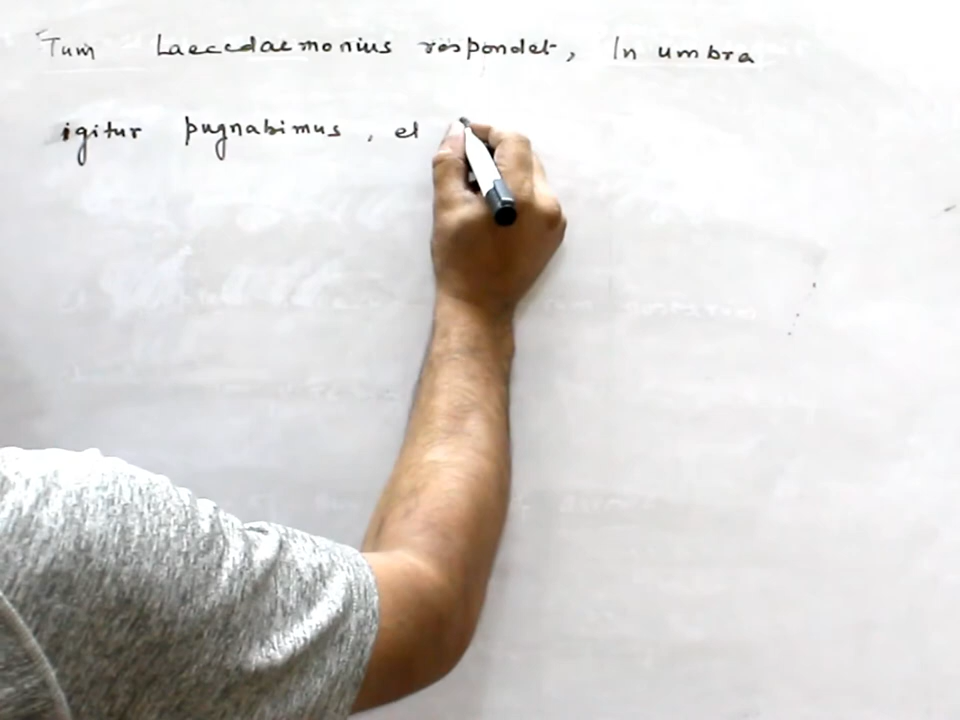 Tum Laecedaemonius respondet, In umbra
igitur pugnabimus, et